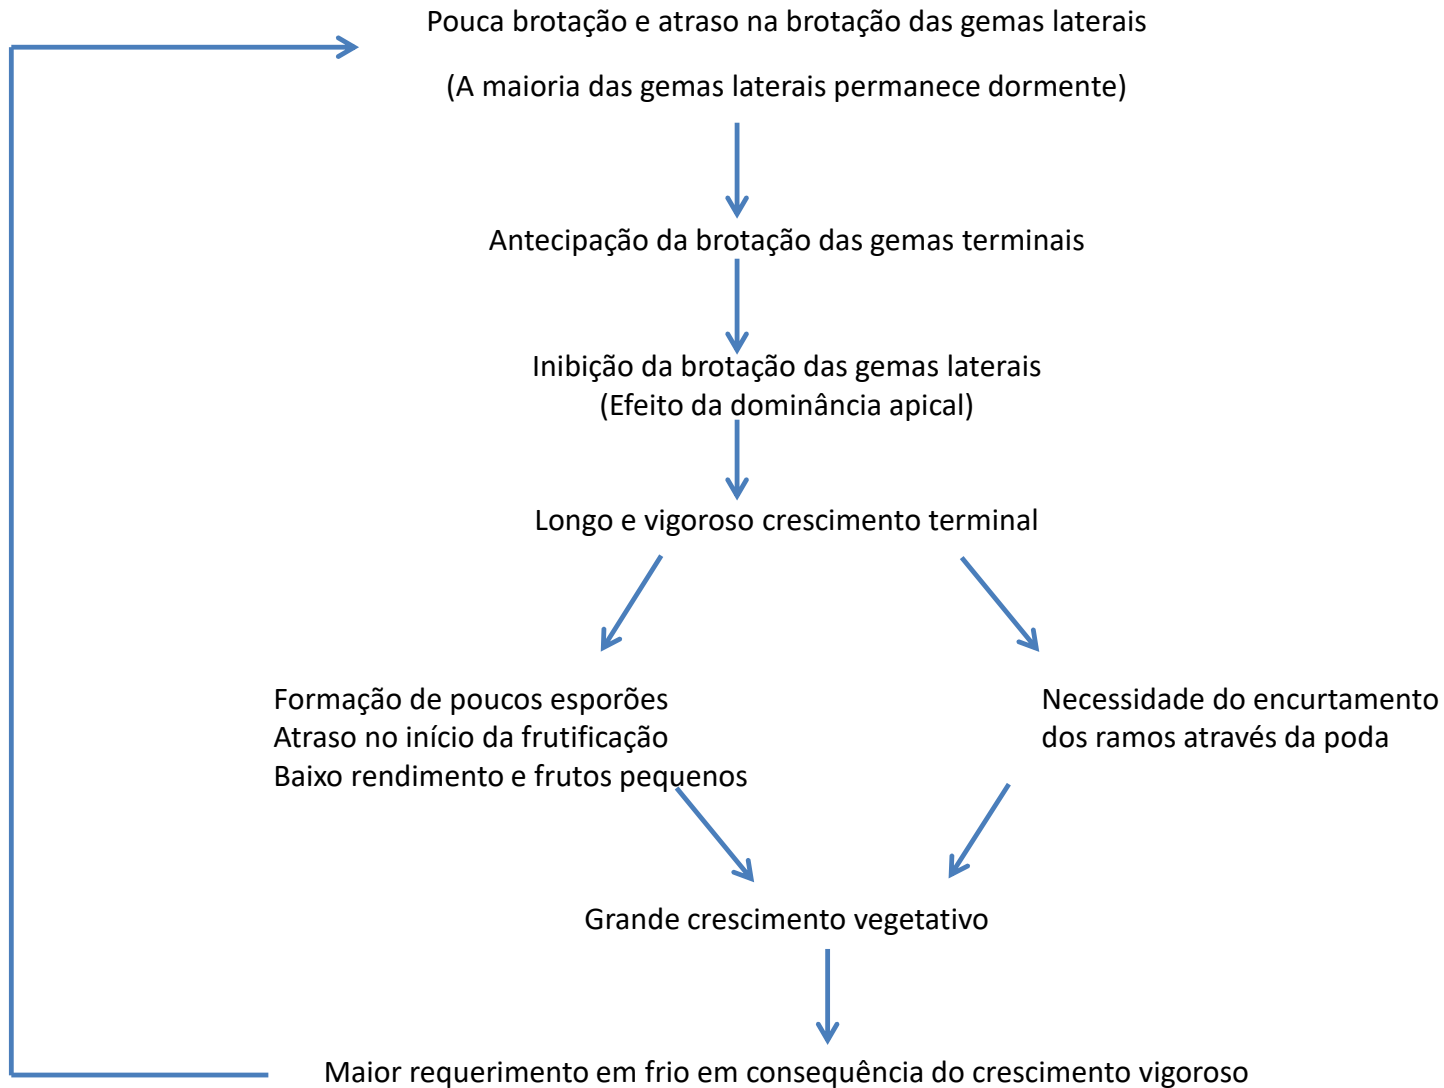 Pouca brotação e atraso na brotação das gemas laterais
(A maioria das gemas laterais permanece dormente)
Antecipação da brotação das gemas terminais
Inibição da brotação das gemas laterais
(Efeito da dominância apical)
Longo e vigoroso crescimento terminal
Formação de poucos esporões
Atraso no início da frutificação
Baixo rendimento e frutos pequenos
Necessidade do encurtamento
dos ramos através da poda
Grande crescimento vegetativo
Maior requerimento em frio em consequência do crescimento vigoroso